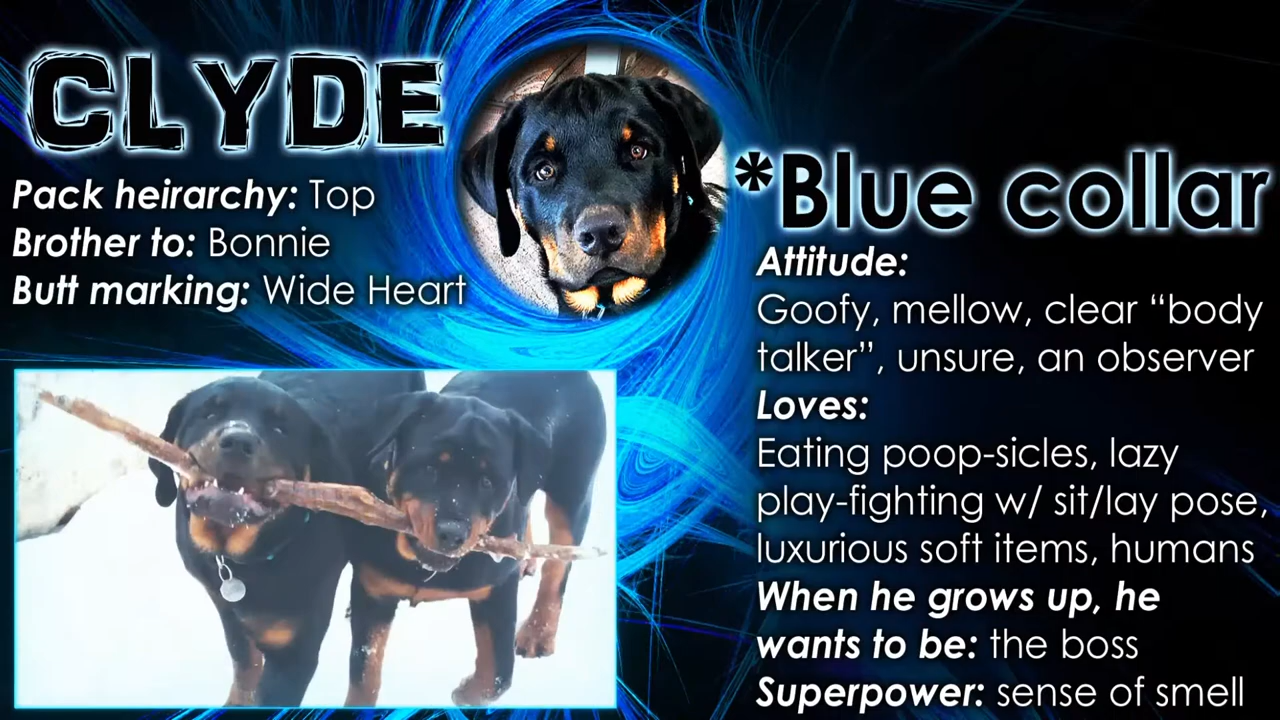 CLYDE
Pack heirarchy: Top
Brother to: Bonnie
Butt marking: Wide Heart
*Blue collar
Attitude:
Goofy, mellow, clear “body
talker”, unsure, an observer
Loves:
Eating poop-sicles, lazy
play-fighting w/ sit/lay pose,
luxurious soft items, humans
When he grows up, he
wants to be: the boss
Superpower: sense of smell